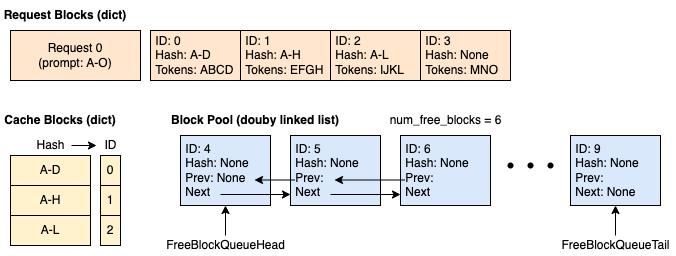 Request Blocks (dict)
Request 0
(prompt: A-O)
ID: 0
Hash: A-D
Tokens: ABCD
ID: 1
Hash: A-H
Tokens: EFGH
ID: 2
Hash: A-L
Tokens: IJKL
ID: 3
Hash: None
Tokens: MNO
Cache Blocks (dict)
Hash
ID
A-D
0
A-H
1
A-L
2
Block Pool (douby linked list)
num_free_blocks = 6
ID: 4
Hash: None
Prev: None
Next
ID: 5
Hash: None
Prev:
Next
ID: 6
Hash: None
Prev:
Next
ID: 9
Hash: None
Prev:
Next: None
FreeBlockQueueHead
FreeBlockQueueTail